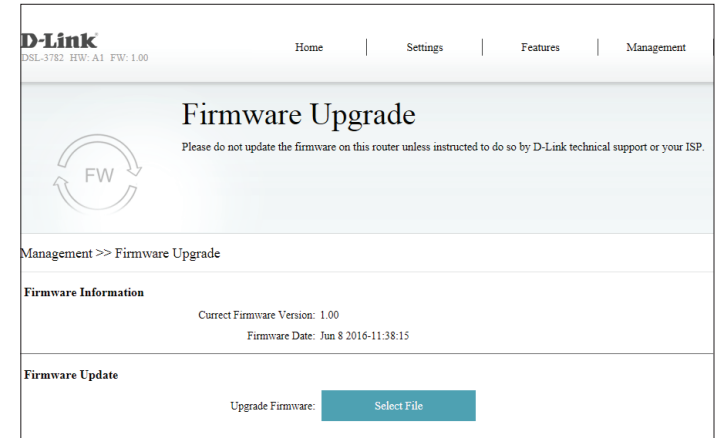 D-Link
DSL-3782 HW: A1 FW: 1.00
Home Settings Features Management
Firmware Upgrade
Please do not update the firmware on this router unless instructed to do so by D-Link technical support or your ISP.
FW
Management >> Firmware Upgrade
Firmware Information
Currect Firmware Version: 1.00
Firmware Date: Jun 8 2016-11:38:15
Firmware Update
Upgrade Firmware: Select File